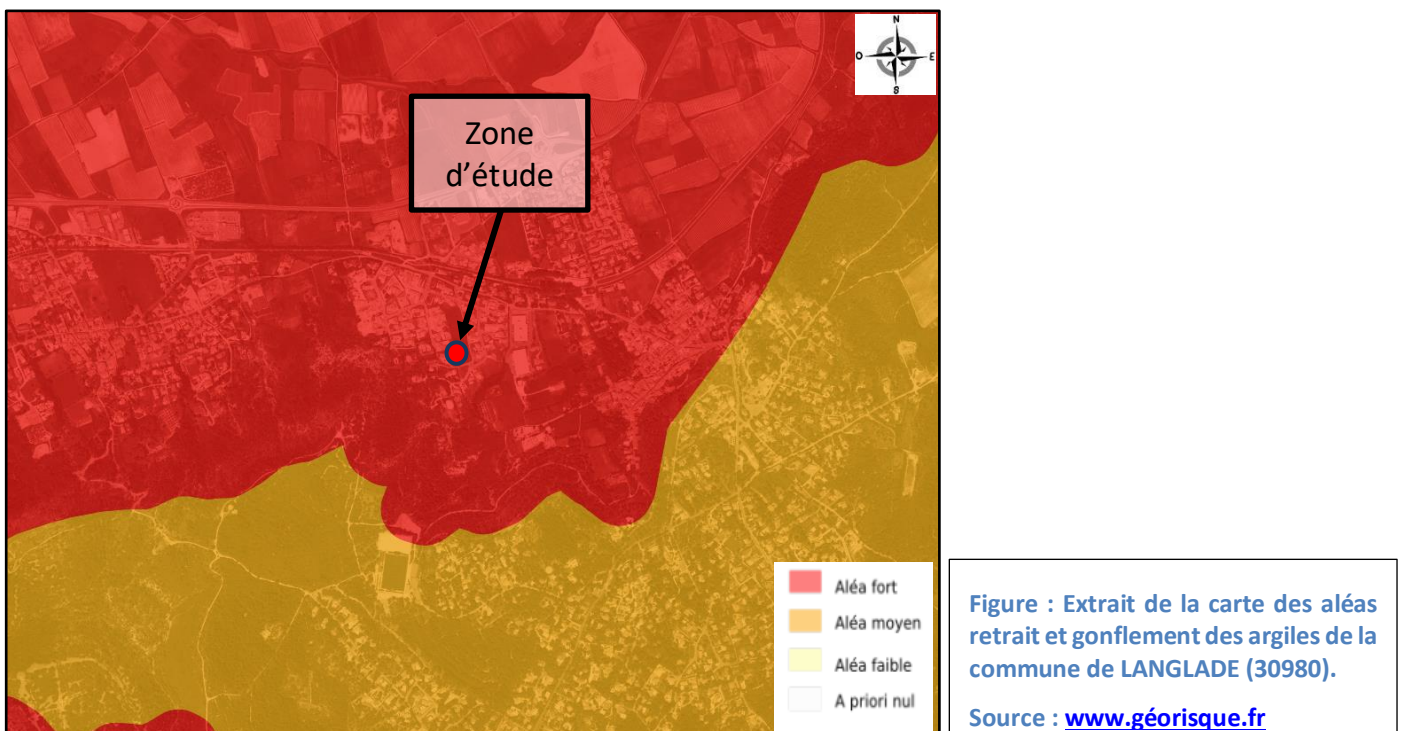 N
O
E
S
Zone
d’étude
Aléa fort
Aléa moyen
Aléa faible
A priori nul
Figure : Extrait de la carte des aléas
retrait et gonflement des argiles de la
commune de LANGLADE (30980).
Source : www.géorisque.fr